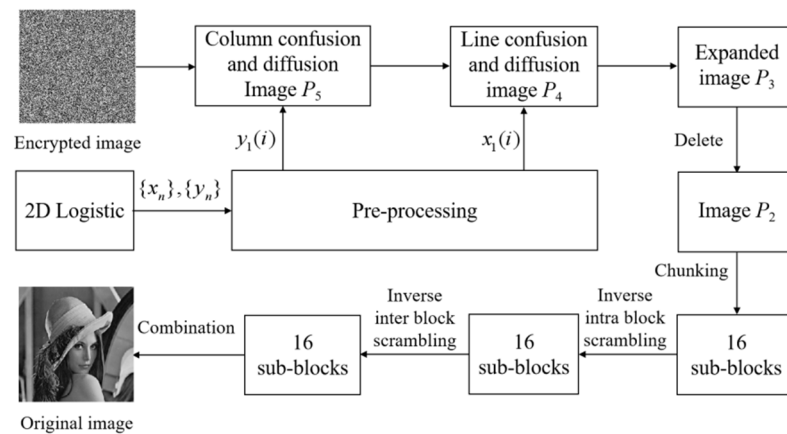 Column confusion
and diffusion
Image P₅
Line confusion
and diffusion
image P₄
Expanded
image P₃
Encrypted image
y₁(i)
x₁(i)
Delete
2D Logistic
{xₙ},{yₙ}
Pre-processing
Image P₂
Chunking
Combination
16
sub-blocks
Inverse
inter block
scrambling
16
sub-blocks
Inverse
intra block
scrambling
16
sub-blocks
Original image